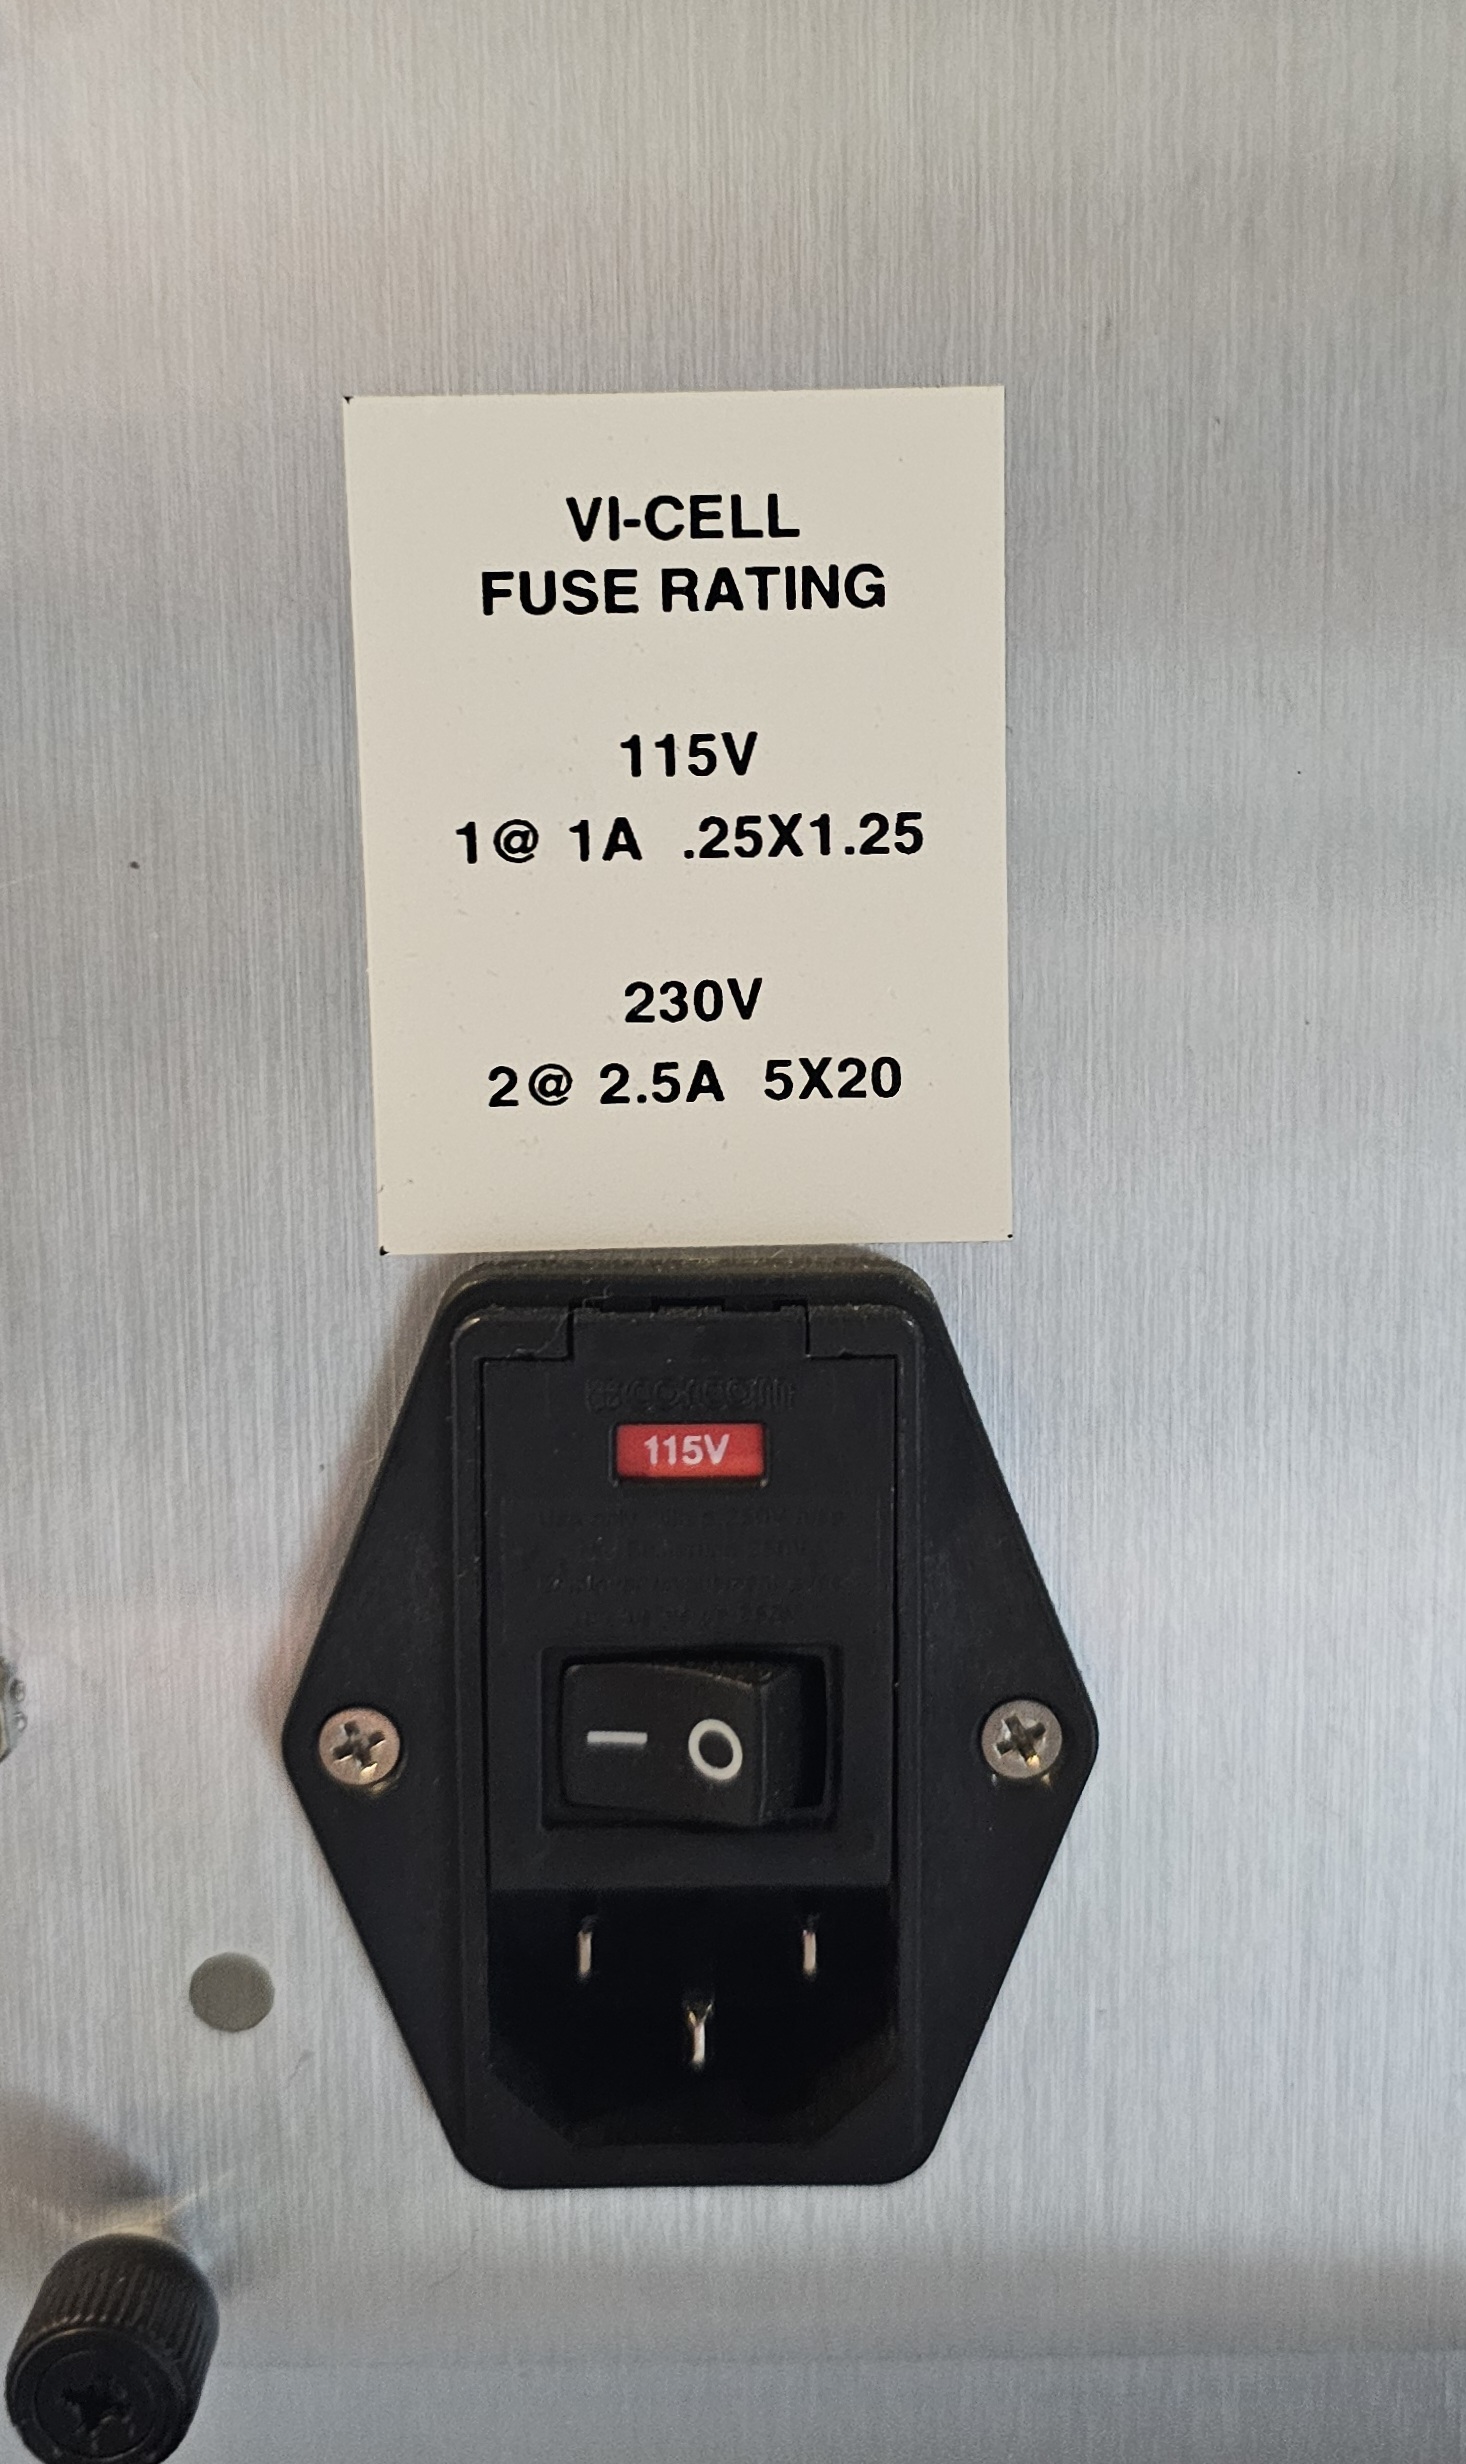 VI-CELL
FUSE RATING
115V
1@ 1A .25X1.25
230V
2@ 2.5A 5X20
115V